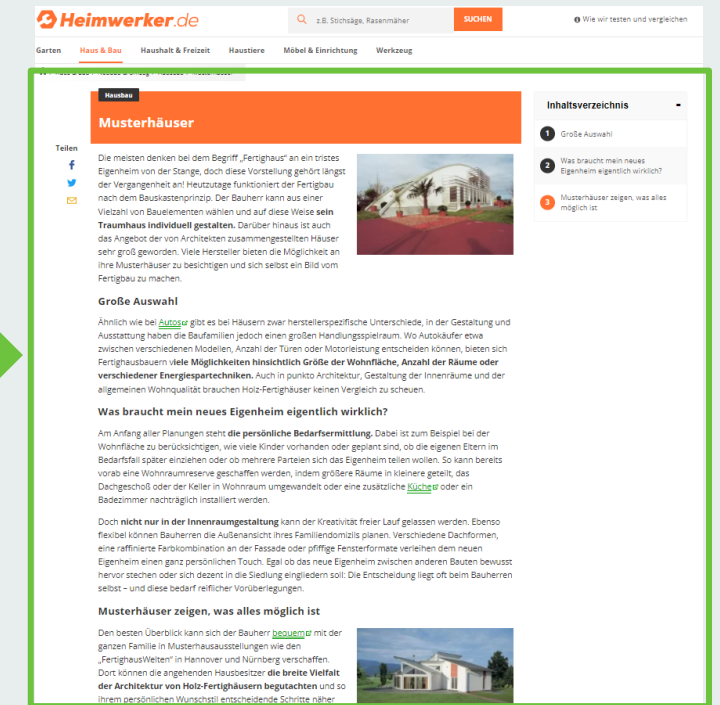 Heimwerker.de
z.B. Stichsäge, Rasenmäher
SUCHEN
Wie wir testen und vergleichen
Garten
Haus & Bau
Haushalt & Freizeit
Haustiere
Möbel & Einrichtung
Werkzeug
Hausbau
Musterhäuser
Teilen
Die meisten denken bei dem Begriff „Fertighaus“ an ein tristes
Eigenheim von der Stange, doch diese Vorstellung gehört längst
der Vergangenheit an! Heutzutage funktioniert der Fertigbau
nach dem Bauskastenprinzip. Der Bauherr kann aus einer
Vielzahl von Bauelementen wählen und auf diese Weise sein
Traumhaus individuell gestalten. Darüber hinaus ist auch
das Angebot der von Architekten zusammengestellten Häuser
sehr groß geworden. Viele Hersteller bieten die Möglichkeit an
ihre Musterhäuser zu besichtigen und sich selbst ein Bild vom
Fertigbau zu machen.
Große Auswahl
Ähnlich wie bei Autos gibt es bei Häusern zwar herstellerspezifische Unterschiede, in der Gestaltung und
Ausstattung haben die Baufamilien jedoch einen großen Handlungsspielraum. Wo Autokäufer etwa
zwischen verschiedenen Modellen, Anzahl der Türen oder Motorleistung entscheiden können, bieten sich
Fertighausbauern viele Möglichkeiten hinsichtlich Größe der Wohnfläche, Anzahl der Räume oder
verschiedener Energiespartechniken. Auch in punkto Architektur, Gestaltung der Innenräume und der
allgemeinen Wohnqualität brauchen Holz-Fertighäuser keinen Vergleich zu scheuen.
Was braucht mein neues Eigenheim eigentlich wirklich?
Am Anfang aller Planungen steht die persönliche Bedarfsermittlung. Dabei ist zum Beispiel bei der
Wohnfläche zu berücksichtigen, wie viele Kinder vorhanden oder geplant sind, ob die eigenen Eltern im
Bedarfsfall später einziehen oder ob mehrere Parteien sich das Eigenheim teilen wollen. So kann bereits
vorab eine Wohnraumreserve geschaffen werden, indem größere Räume in kleinere geteilt, das
Dachgeschoß oder der Keller in Wohnraum umgewandelt oder eine zusätzliche Küche oder ein
Badezimmer nachträglich installiert werden.
Doch nicht nur in der Innenraumgestaltung kann der Kreativität freier Lauf gelassen werden. Ebenso
flexibel können Bauherren die Außenansicht ihres Familiendomizils planen. Verschiedene Dachformen,
eine raffinierte Farbkombination an der Fassade oder pfiffige Fensterformate verleihen dem neuen
Eigenheim einen ganz persönlichen Touch. Egal ob das neue Eigenheim zwischen anderen Bauten bewusst
hervor stechen oder sich dezent in die Siedlung eingliedern soll: Die Entscheidung liegt oft beim Bauherren
selbst – und diese bedarf reiflicher Vorüberlegungen.
Musterhäuser zeigen, was alles möglich ist
Den besten Überblick kann sich der Bauherr bequem mit der
ganzen Familie in Musterhausausstellungen wie den
„FertighausWelten“ in Hannover und Nürnberg verschaffen.
Dort können die angehenden Hausbesitzer die breite Vielfalt
der Architektur von Holz-Fertighäusern begutachten und so
ihrem persönlichen Wunschstil entscheidende Schritte näher
Inhaltsverzeichnis -
1 Große Auswahl
2 Was braucht mein neues
Eigenheim eigentlich wirklich?
3 Musterhäuser zeigen, was alles
möglich ist